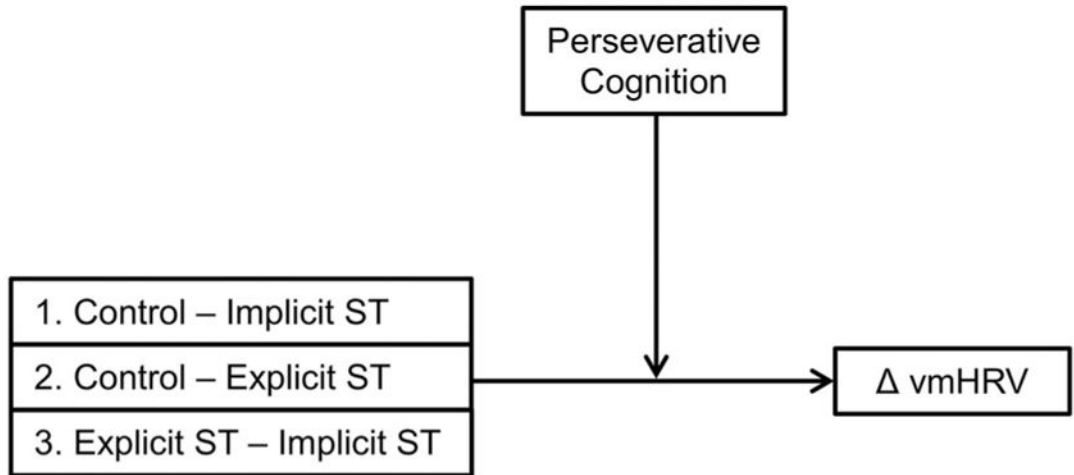 Perseverative
Cognition
1. Control – Implicit ST
2. Control – Explicit ST
3. Explicit ST – Implicit ST
Δ vmHRV